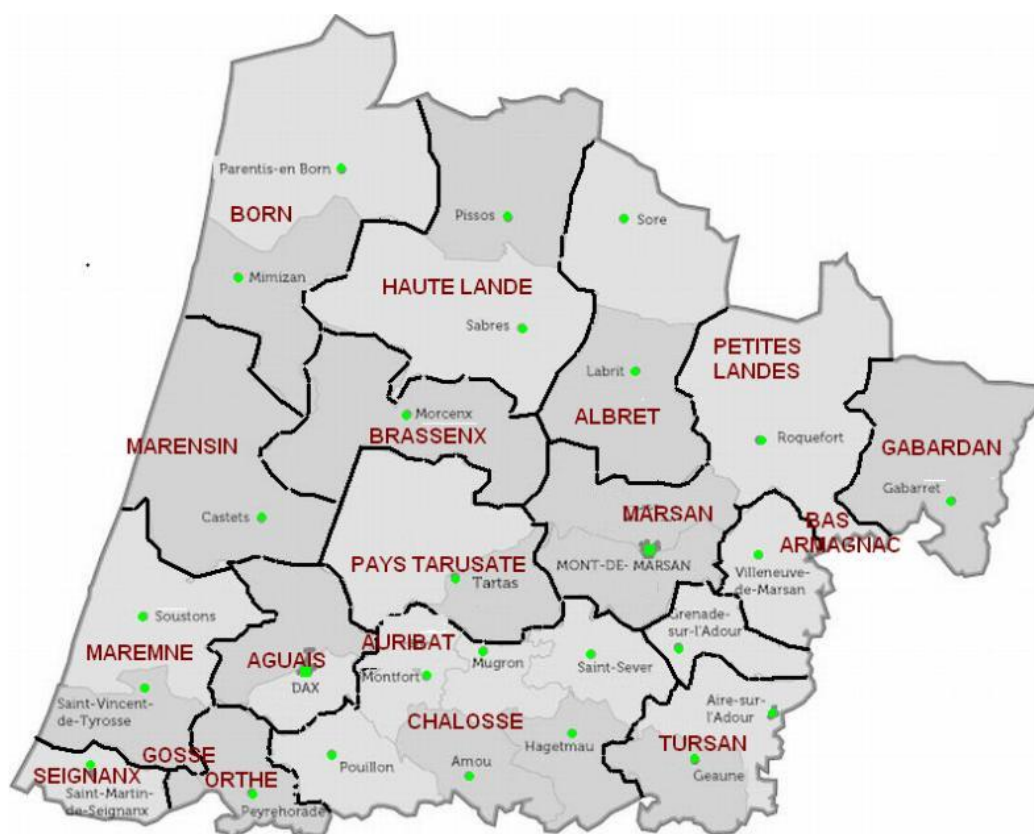 Parentis-en Born
BORN
Pissos
Sore
Mimizan
HAUTE LANDE
Sabres
PETITES
LANDES
Labrit
ALBRET
Morcenx
BRASSENX
Roquefort
GABARDAN
Gabarret
MARENSIN
Castets
MARSAN
MONT-DE-MARSAN
BAS
ARMAGNAC
Villeneuve-
de-Marsan
PAYS TARUSATE
Tartas
Soustons
MAREMNE
AGUAIS
DAX
AURIBAT
Montfort
Mugron
Saint-Sever
Grenade-
sur-l'Adour
Saint-Vincent-
de-Tyrosse
CHALOSSE
Aire-sur-
l'Adour
Hagetmau
TURSAN
Geaune
GOSSE
SEIGNANX
Saint-Martin-
de-Seignanx
ORTHE
Peyrehorade
Pouillon
Amou